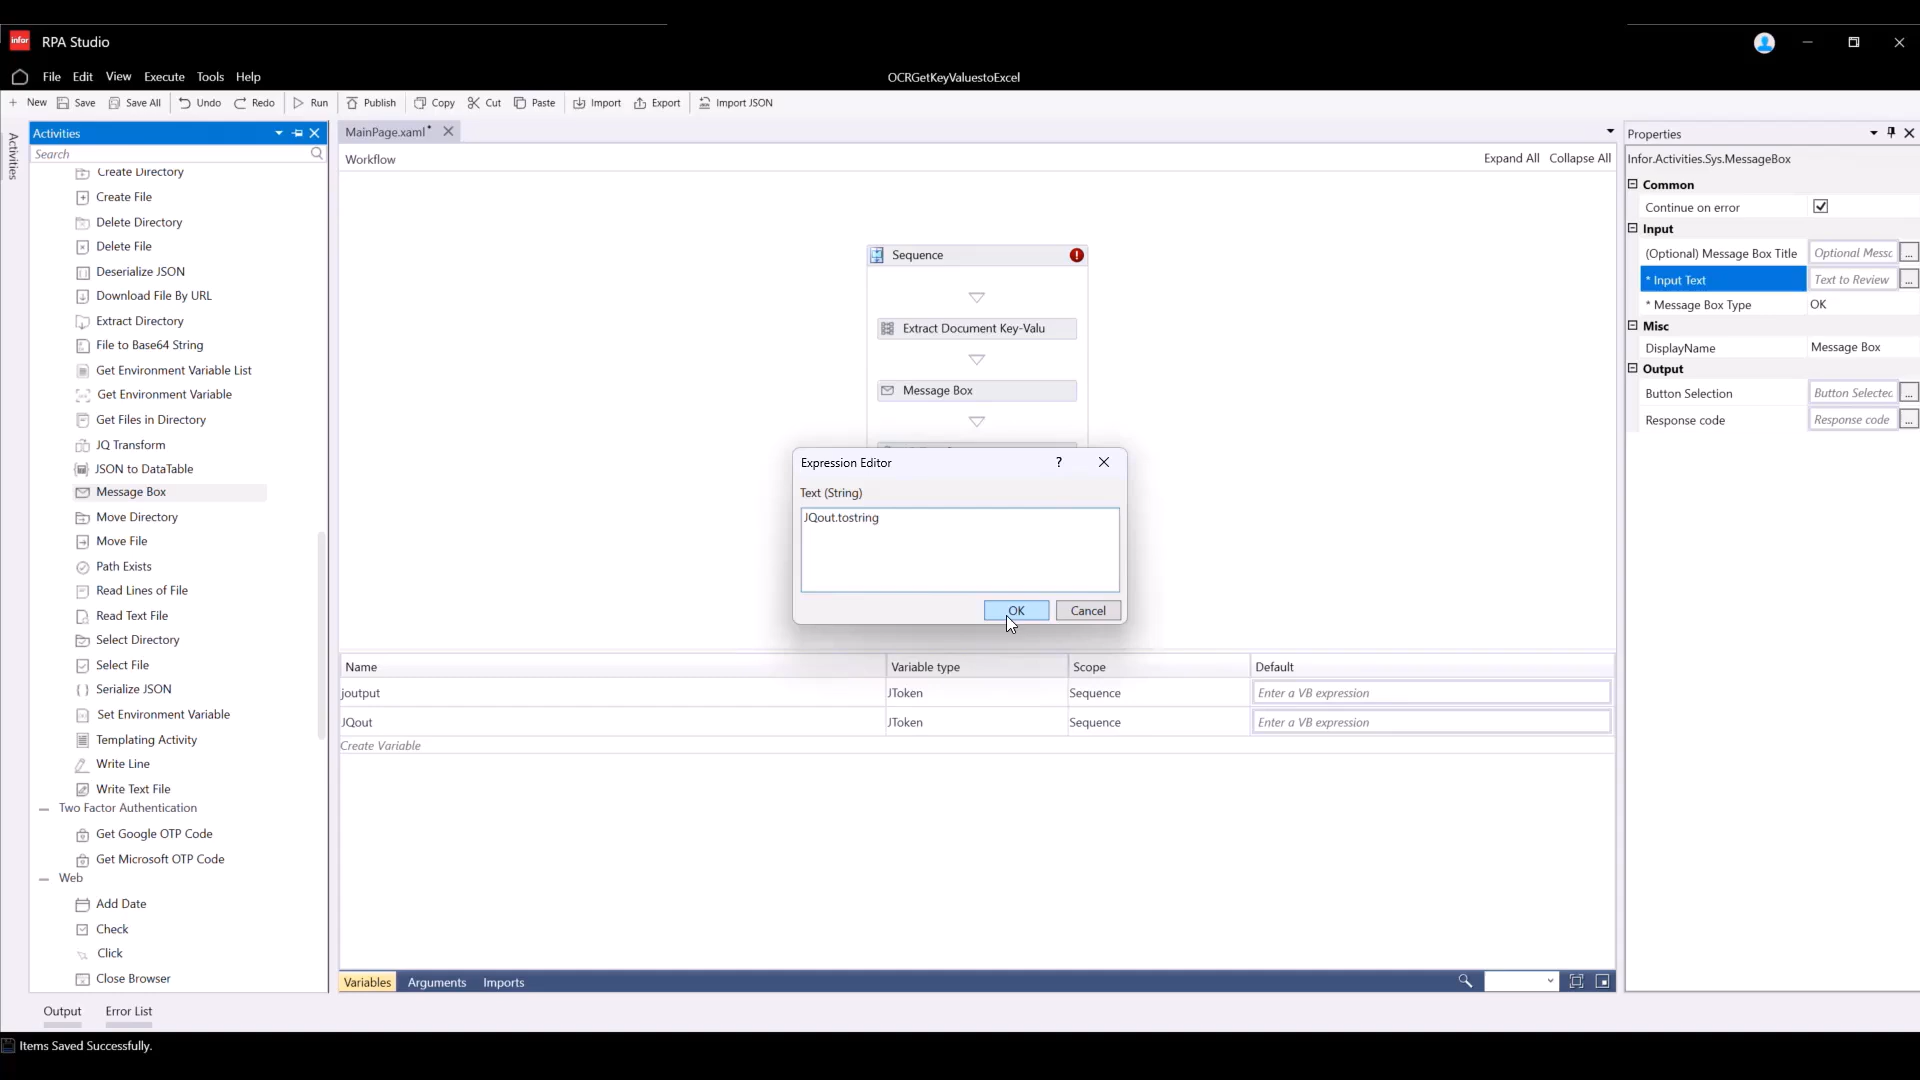 infor RPA Studio
File Edit View Execute Tools Help
OCRGetKeyValuestoExcel
New Save Save All Undo Redo Run Publish Copy Cut Paste Import Export Import JSON
Activities
Activities
Search
Create Directory
Create File
Delete Directory
Delete File
Deserialize JSON
Download File By URL
Extract Directory
File to Base64 String
Get Environment Variable List
Get Environment Variable
Get Files in Directory
JQ Transform
JSON to DataTable
Message Box
Move Directory
Move File
Path Exists
Read Lines of File
Read Text File
Select Directory
Select File
Serialize JSON
Set Environment Variable
Templating Activity
Write Line
Write Text File
Two Factor Authentication
Get Google OTP Code
Get Microsoft OTP Code
Web
Add Date
Check
Click
Close Browser
MainPage.xaml*
Workflow
Expand All Collapse All
Sequence
Extract Document Key-Valu
Message Box
Expression Editor ?
Text (String)
JQout.tostring
OK Cancel
Name Variable type Scope Default
joutput JToken Sequence Enter a VB expression
JQout JToken Sequence Enter a VB expression
Create Variable
Variables Arguments Imports
Properties
Infor.Activities.Sys.MessageBox
Common
Continue on error
Input
(Optional) Message Box Title Optional Messc ...
* Input Text Text to Review ...
* Message Box Type OK
Misc
DisplayName Message Box
Output
Button Selection Button Selectec ...
Response code Response code ...
Output Error List
Items Saved Successfully.